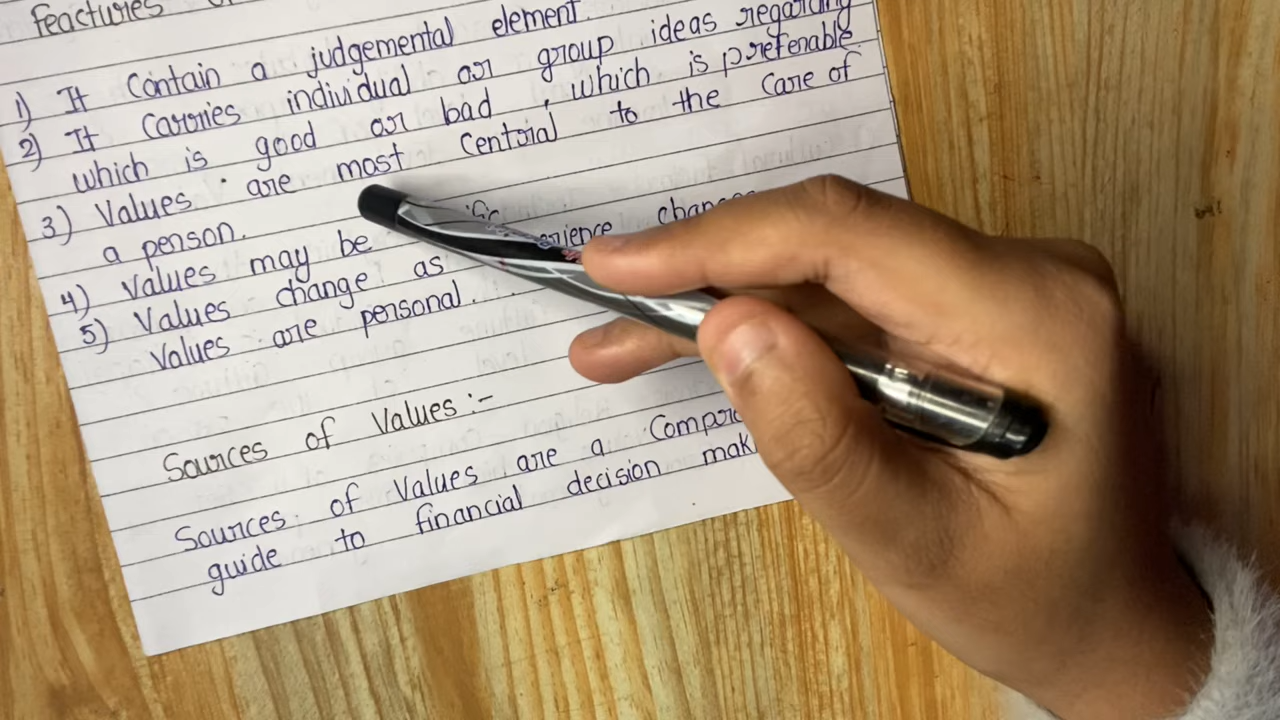 Feactures
1) It Contain a judgemental element.
2) It Carries individual or group ideas regarding
which is good or bad , which is preferable.
3) Values are most Central to the Care of
a person.
4) Values may be
5) Values change as erience changes
Values are personal.
Sources of Values :-
Sources of Values are a
guide to financial decision